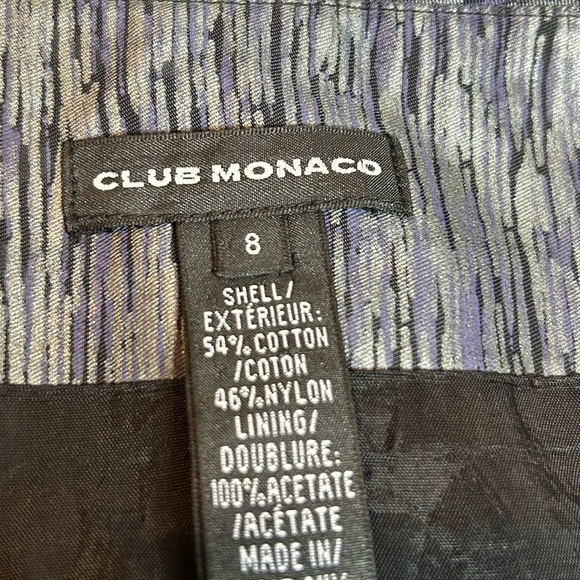 CLUB MONACO
8
SHELL/
EXTÉRIEUR:
54%COTTON
/COTON
46%NYLON
LINING/
DOUBLURE:
100%ACETATE
/ACÉTATE
MADE IN/